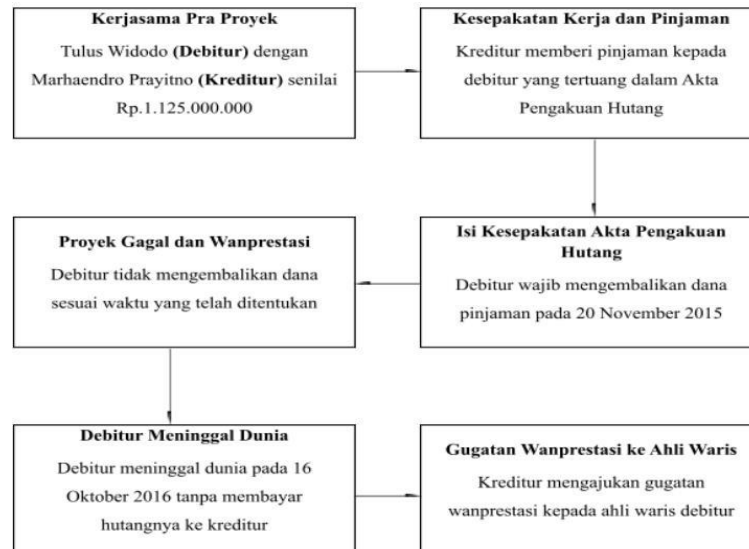 Kerjasama Pra Proyek
Tulus Widodo (Debitur) dengan
Marhaendro Prayitno (Kreditur) senilai
Rp.1.125.000.000
Kesepakatan Kerja dan Pinjaman
Kreditur memberi pinjaman kepada
debitur yang tertuang dalam Akta
Pengakuan Hutang
Isi Kesepakatan Akta Pengakuan
Hutang
Debitur wajib mengembalikan dana
pinjaman pada 20 November 2015
Proyek Gagal dan Wanprestasi
Debitur tidak mengembalikan dana
sesuai waktu yang telah ditentukan
Debitur Meninggal Dunia
Debitur meninggal dunia pada 16
Oktober 2016 tanpa membayar
hutangnya ke kreditur
Gugatan Wanprestasi ke Ahli Waris
Kreditur mengajukan gugatan
wanprestasi kepada ahli waris debitur